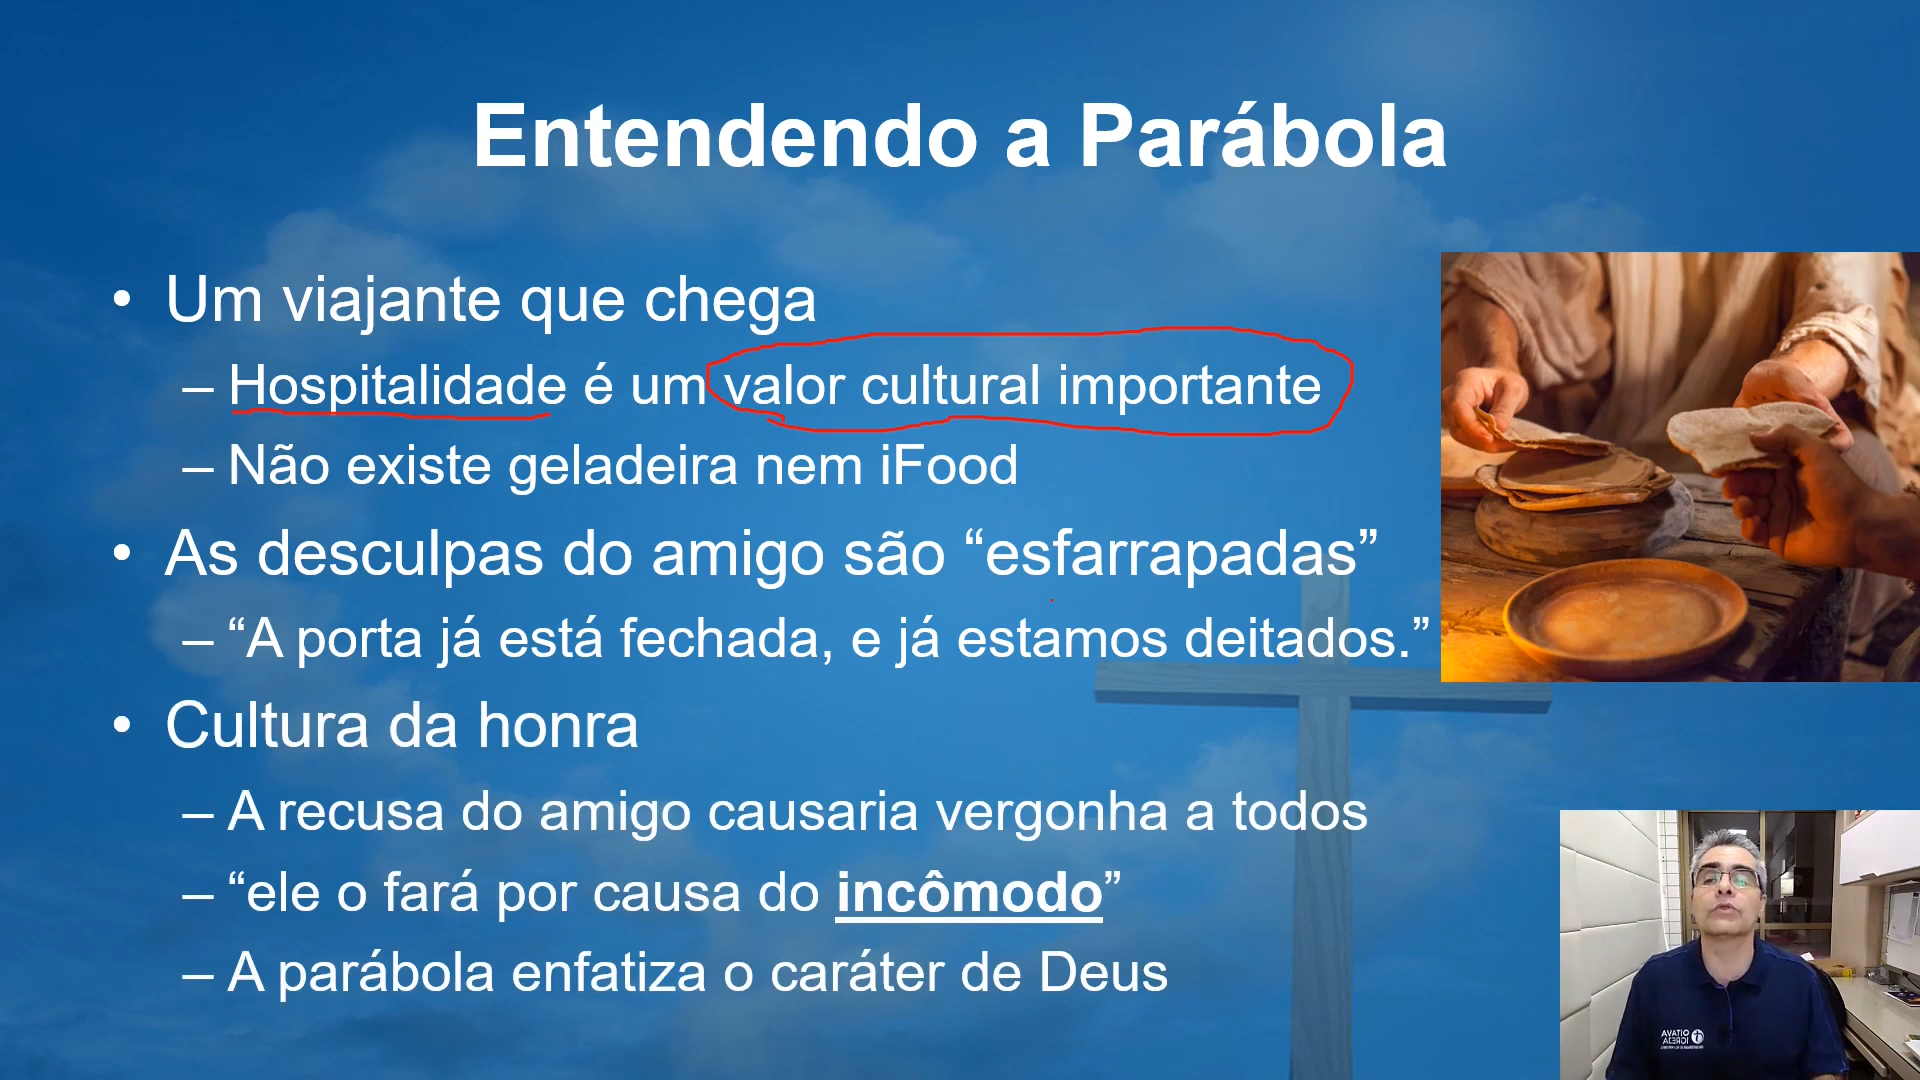 Entendendo a Parábola
• Um viajante que chega
– Hospitalidade é um valor cultural importante
– Não existe geladeira nem iFood
• As desculpas do amigo são “esfarrapadas”
– “A porta já está fechada, e já estamos deitados.”
• Cultura da honra
– A recusa do amigo causaria vergonha a todos
– “ele o fará por causa do incômodo”
– A parábola enfatiza o caráter de Deus